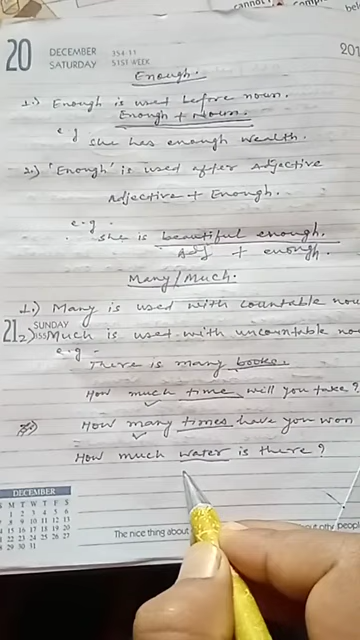 cannot
20 DECEMBER 354-11
SATURDAY 51ST WEEK
201
Enough.
1.) Enough is used before noun.
Enough + Noun.
e g
She has enough wealth.
2.) 'Enough' is used after Adjective
Adjective + Enough.
e.g.
She is beautiful enough.
Adj + enough.
Many/Much.
1.) Many is used with countable nou
21 SUNDAY
2) Much is used with uncountable no
e.g -
There is many books.
How much time will you take?
How many times have you won
How much water is there?
DECEMBER
The nice thing about